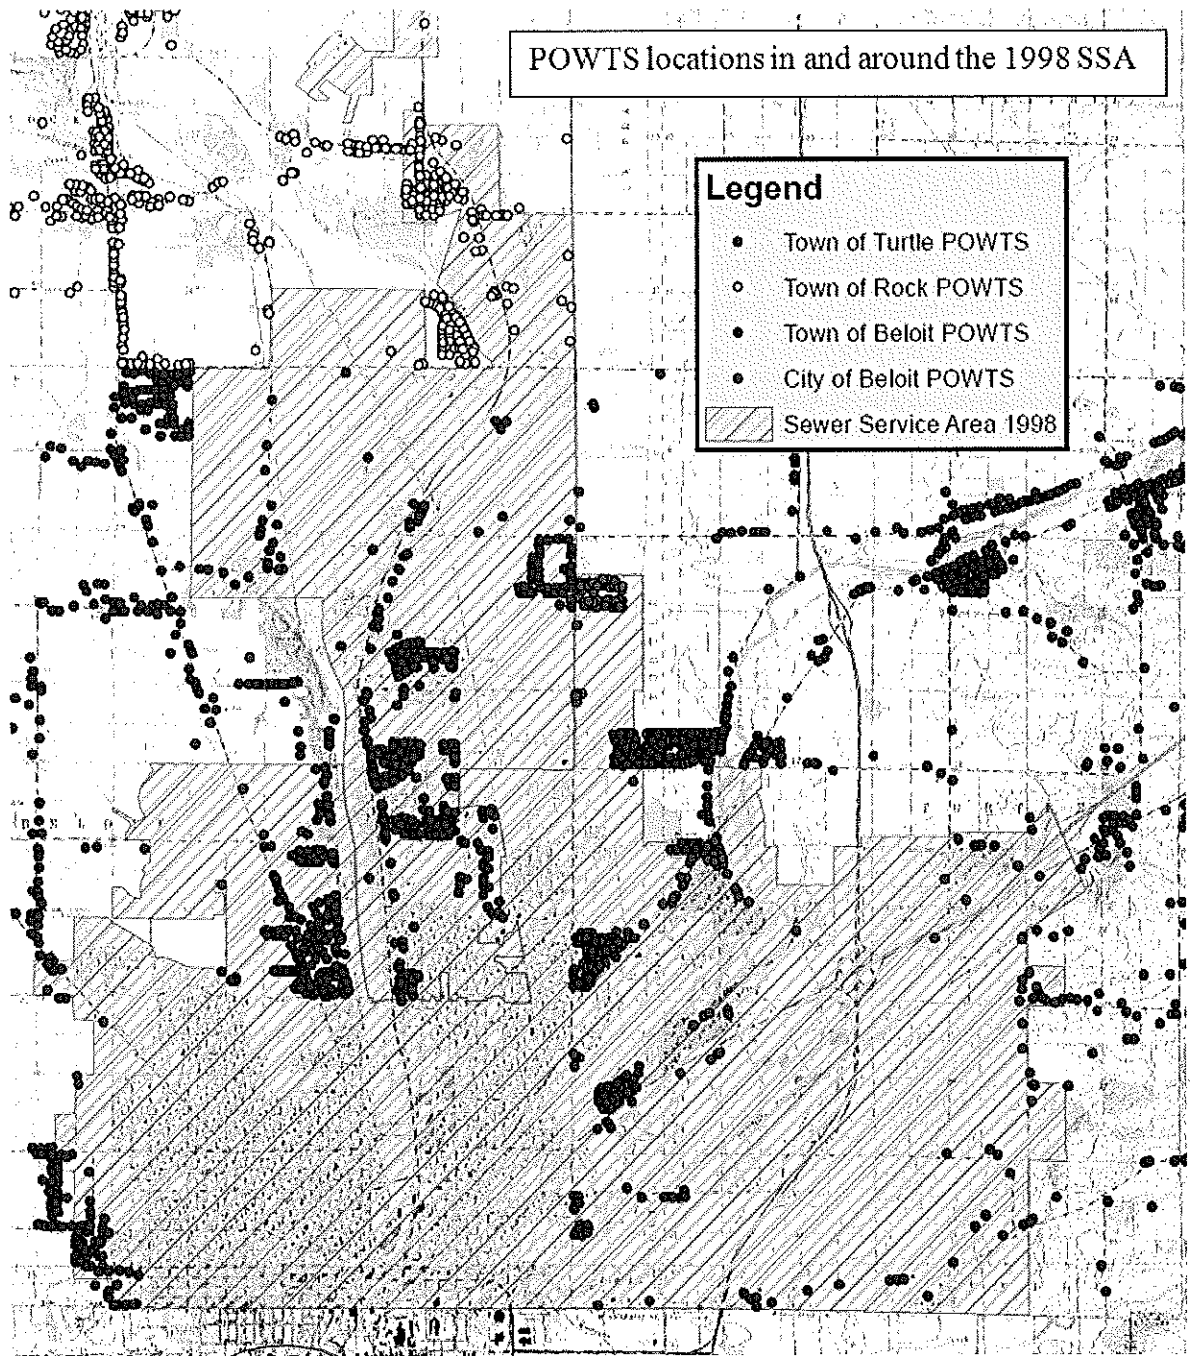 POWTS locations in and around the 1998 SSA
Legend
Town of Turtle POWTS
Town of Rock POWTS
Town of Beloit POWTS
City of Beloit POWTS
Sewer Service Area 1998